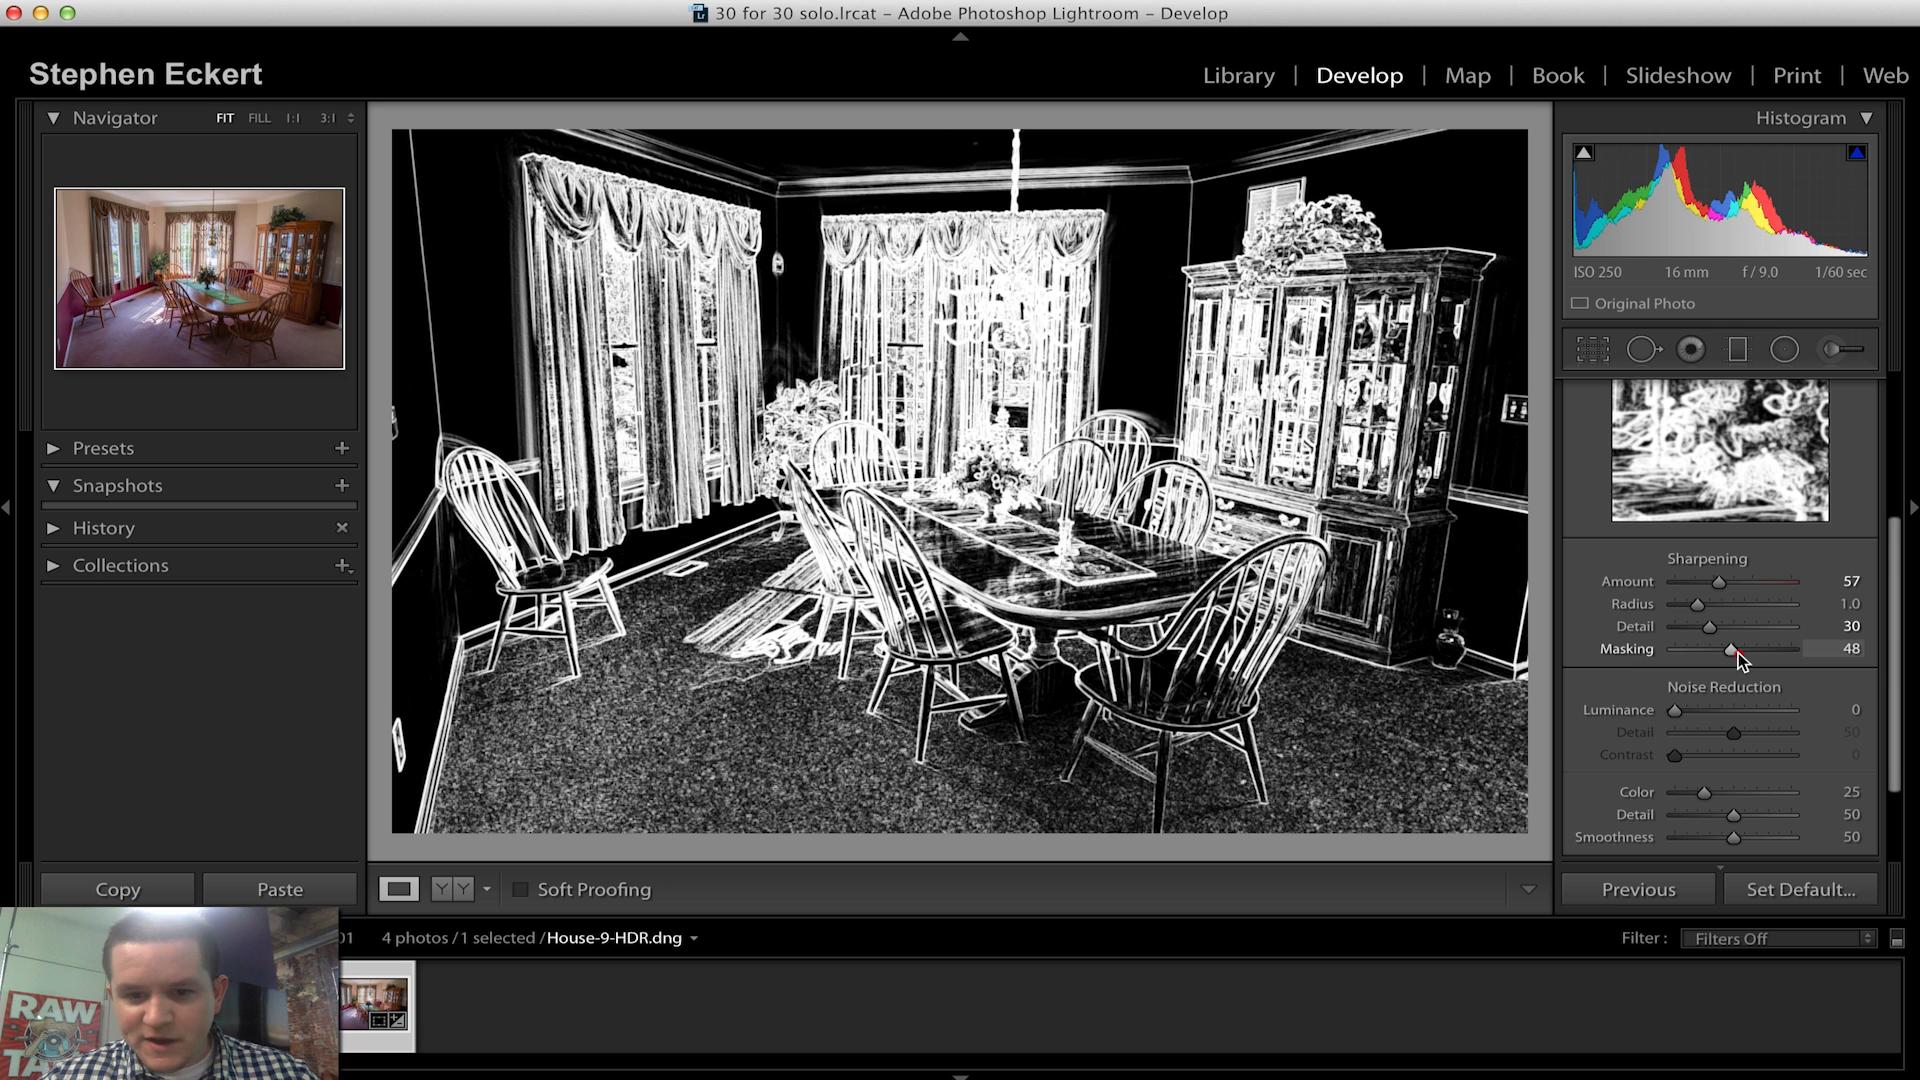 30 for 30 solo.lrcat – Adobe Photoshop Lightroom – Develop
Stephen Eckert
Library | Develop | Map | Book | Slideshow | Print | Web
Navigator FIT FILL 1:1 3:1
Histogram
ISO 250 16 mm f / 9.0 1/60 sec
Original Photo
Presets
Snapshots
History
Collections
Sharpening
Amount 57
Radius 1.0
Detail 30
Masking 48
Noise Reduction
Luminance 0
Detail 50
Contrast 0
Color 25
Detail 50
Smoothness 50
Copy Paste
Y Y Soft Proofing
Previous Set Default...
01 4 photos / 1 selected / House-9-HDR.dng
Filter : Filters Off
RAW
TA